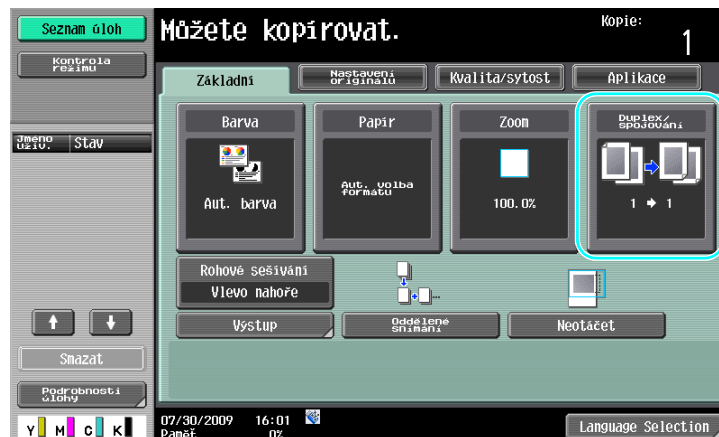 Seznam úloh
Můžete kopírovat.
Kopie:
1
Kontrola
režimu
Základní
Nastavení
originálu
Kvalita/sytost
Aplikace
Jméno
uživ.
Stav
Barva
Papír
Zoom
Duplex/
spojování
Aut. barva
Aut. volba
formátu
100.0%
1 → 1
Rohové sešívání
Vlevo nahoře
Výstup
Oddělené
snímání
Neotáčet
Smazat
Podrobnosti
úlohy
Y M C K
07/30/2009 16:01
Paměť 0%
Language Selection